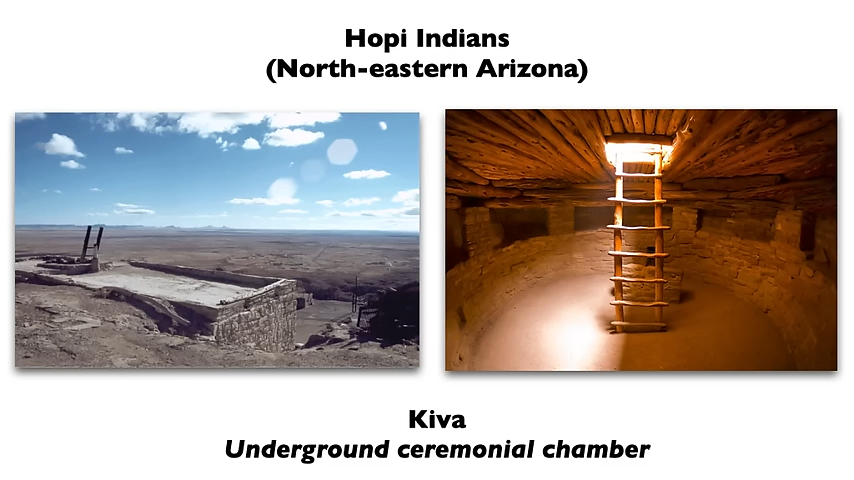 Hopi Indians
(North-eastern Arizona)
Kiva
Underground ceremonial chamber